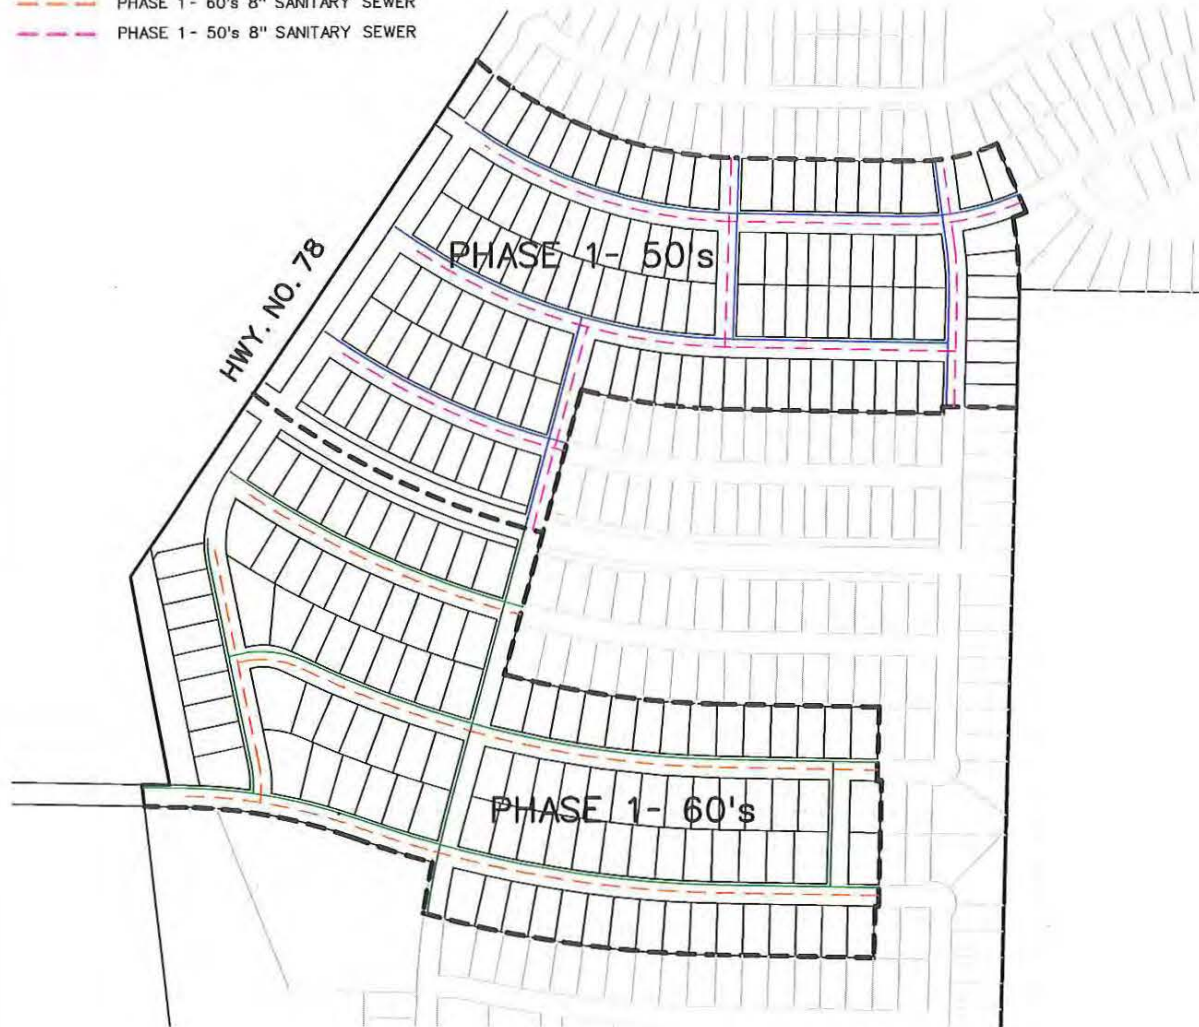 PHASE 1- 60's 8" SANITARY SEWER
PHASE 1- 50's 8" SANITARY SEWER
PHASE 1- 50's
HWY. NO. 78
PHASE 1- 60's